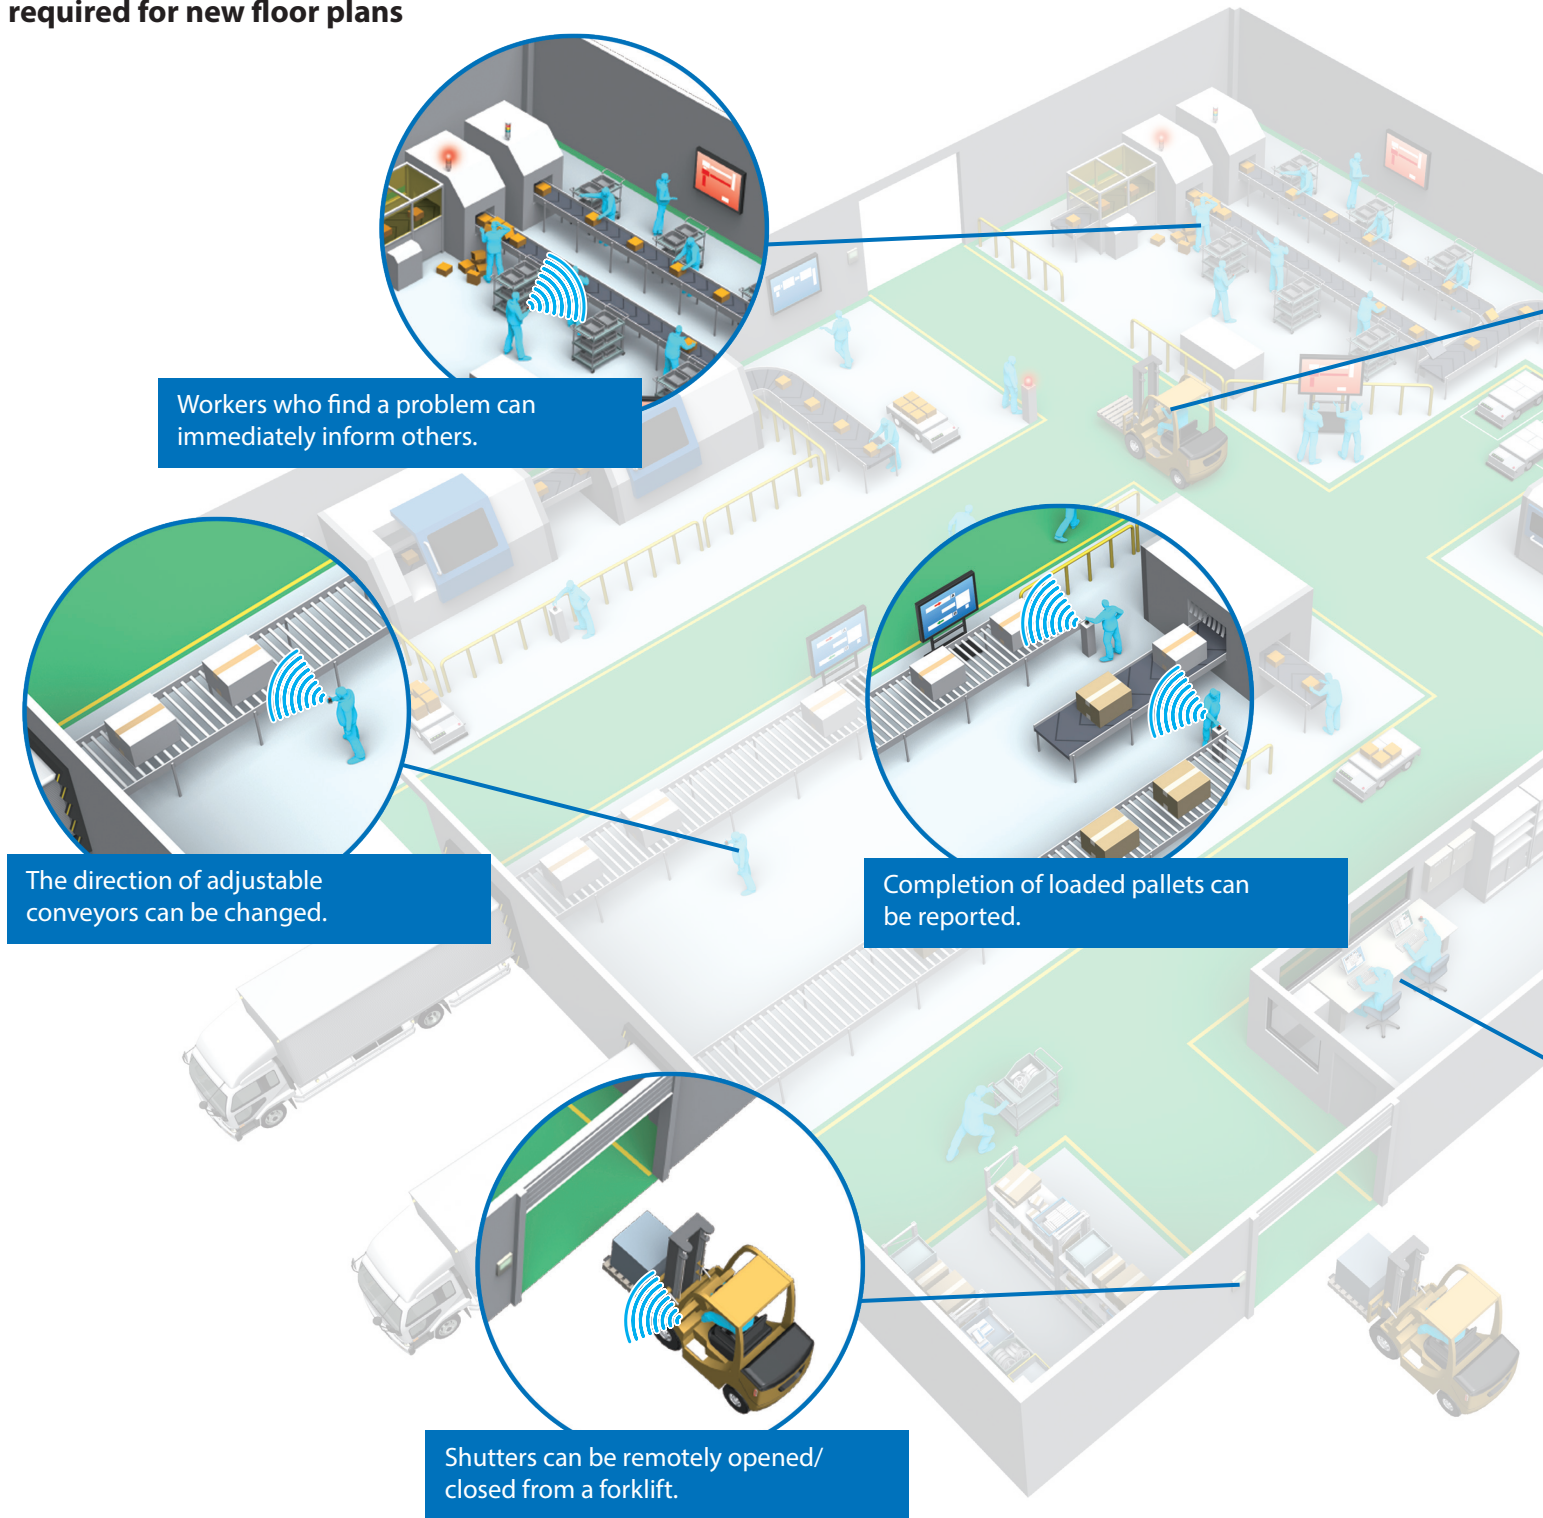 required for new floor plans
Workers who find a problem can
immediately inform others.
The direction of adjustable
conveyors can be changed.
Completion of loaded pallets can
be reported.
Shutters can be remotely opened/
closed from a forklift.